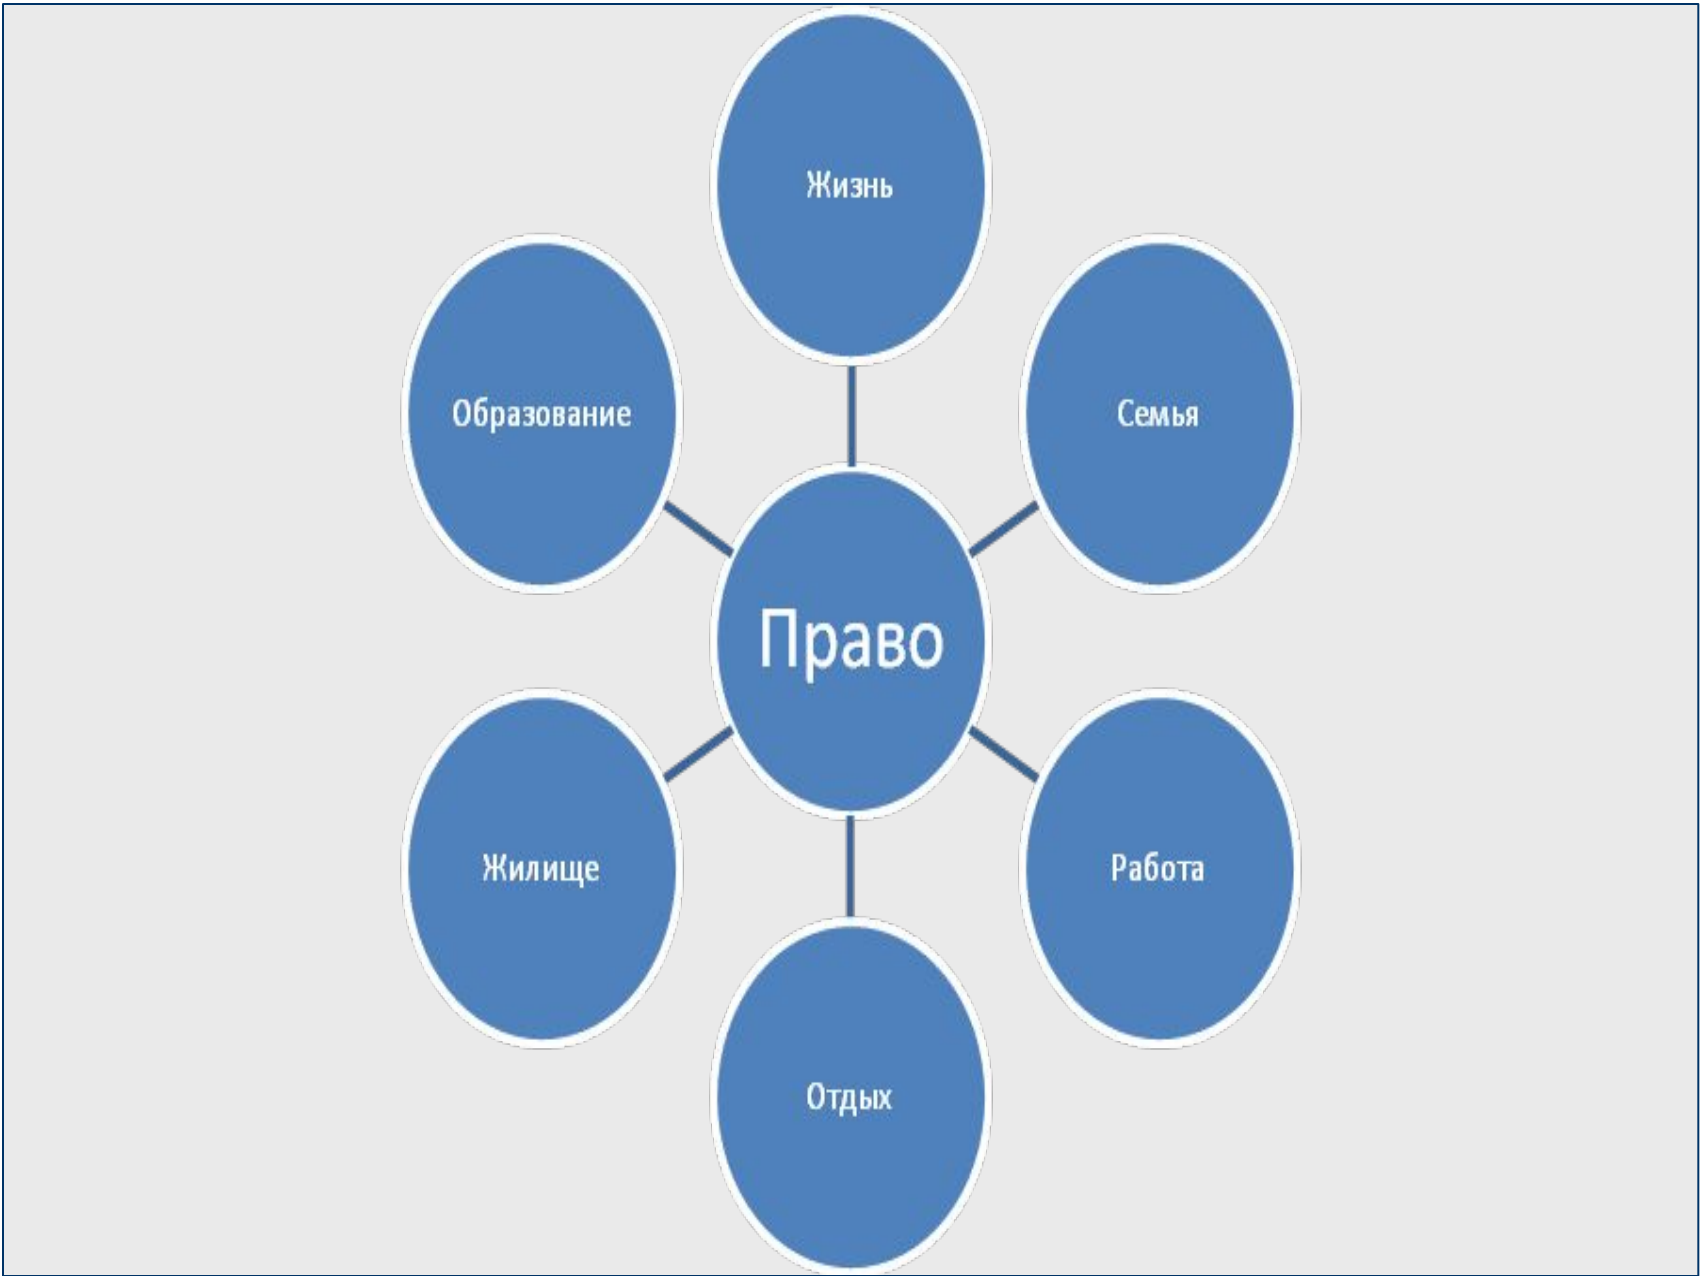 Жизнь
Образование
Семья
Право
Жилище
Работа
Отдых